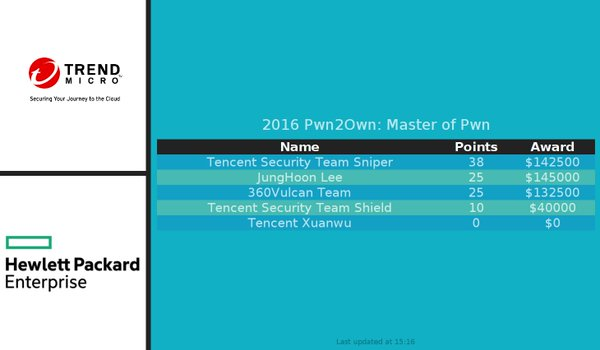 TREND
MICRO
Securing Your Journey to the Cloud
Hewlett Packard
Enterprise
2016 Pwn2Own: Master of Pwn
Name Points Award
Tencent Security Team Sniper 38 $142500
JungHoon Lee 25 $145000
360Vulcan Team 25 $132500
Tencent Security Team Shield 10 $40000
Tencent Xuanwu 0 $0
Last updated at 15:16